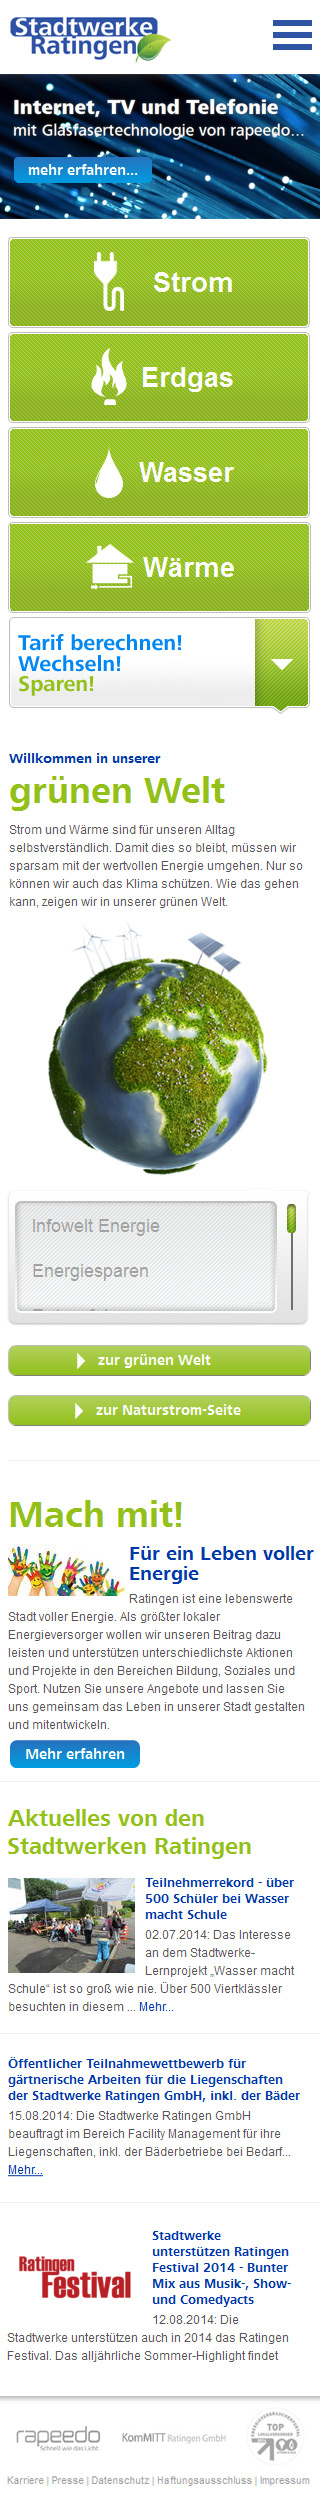 Stadtwerke
Ratingen
Internet, TV und Telefonie
mit Glasfasertechnologie von rapeedo...
mehr erfahren...
Strom
Erdgas
Wasser
Wärme
Tarif berechnen!
Wechseln!
Sparen!
Willkommen in unserer
grünen Welt
Strom und Wärme sind für unseren Alltag
selbstverständlich. Damit dies so bleibt, müssen wir
sparsam mit der wertvollen Energie umgehen. Nur so
können wir auch das Klima schützen. Wie das gehen
kann, zeigen wir in unserer grünen Welt.
Infowelt Energie
Energiesparen
zur grünen Welt
zur Naturstrom-Seite
Mach mit!
Für ein Leben voller
Energie
Ratingen ist eine lebenswerte
Stadt voller Energie. Als größter lokaler
Energieversorger wollen wir unseren Beitrag dazu
leisten und unterstützen unterschiedlichste Aktionen
und Projekte in den Bereichen Bildung, Soziales und
Sport. Nutzen Sie unsere Angebote und lassen Sie
uns gemeinsam das Leben in unserer Stadt gestalten
und mitentwickeln.
Mehr erfahren
Aktuelles von den
Stadtwerken Ratingen
Teilnehmerrekord - über
500 Schüler bei Wasser
macht Schule
02.07.2014: Das Interesse
an dem Stadtwerke-
Lernprojekt „Wasser macht
Schule“ ist so groß wie nie. Über 500 Viertklässler
besuchten in diesem ... Mehr...
Öffentlicher Teilnahmewettbewerb für
gärtnerische Arbeiten für die Liegenschaften
der Stadtwerke Ratingen GmbH, inkl. der Bäder
15.08.2014: Die Stadtwerke Ratingen GmbH
beauftragt im Bereich Facility Management für ihre
Liegenschaften, inkl. der Bäderbetriebe bei Bedarf...
Mehr...
Ratingen
Festival
Stadtwerke
unterstützen Ratingen
Festival 2014 - Bunter
Mix aus Musik-, Show-
und Comedyacts
12.08.2014: Die
Stadtwerke unterstützen auch in 2014 das Ratingen
Festival. Das alljährliche Sommer-Highlight findet
rapeedo
Schnell wie das Licht.
KomMITT Ratingen GmbH
TOP
Karriere | Presse | Datenschutz | Haftungsausschluss | Impressum